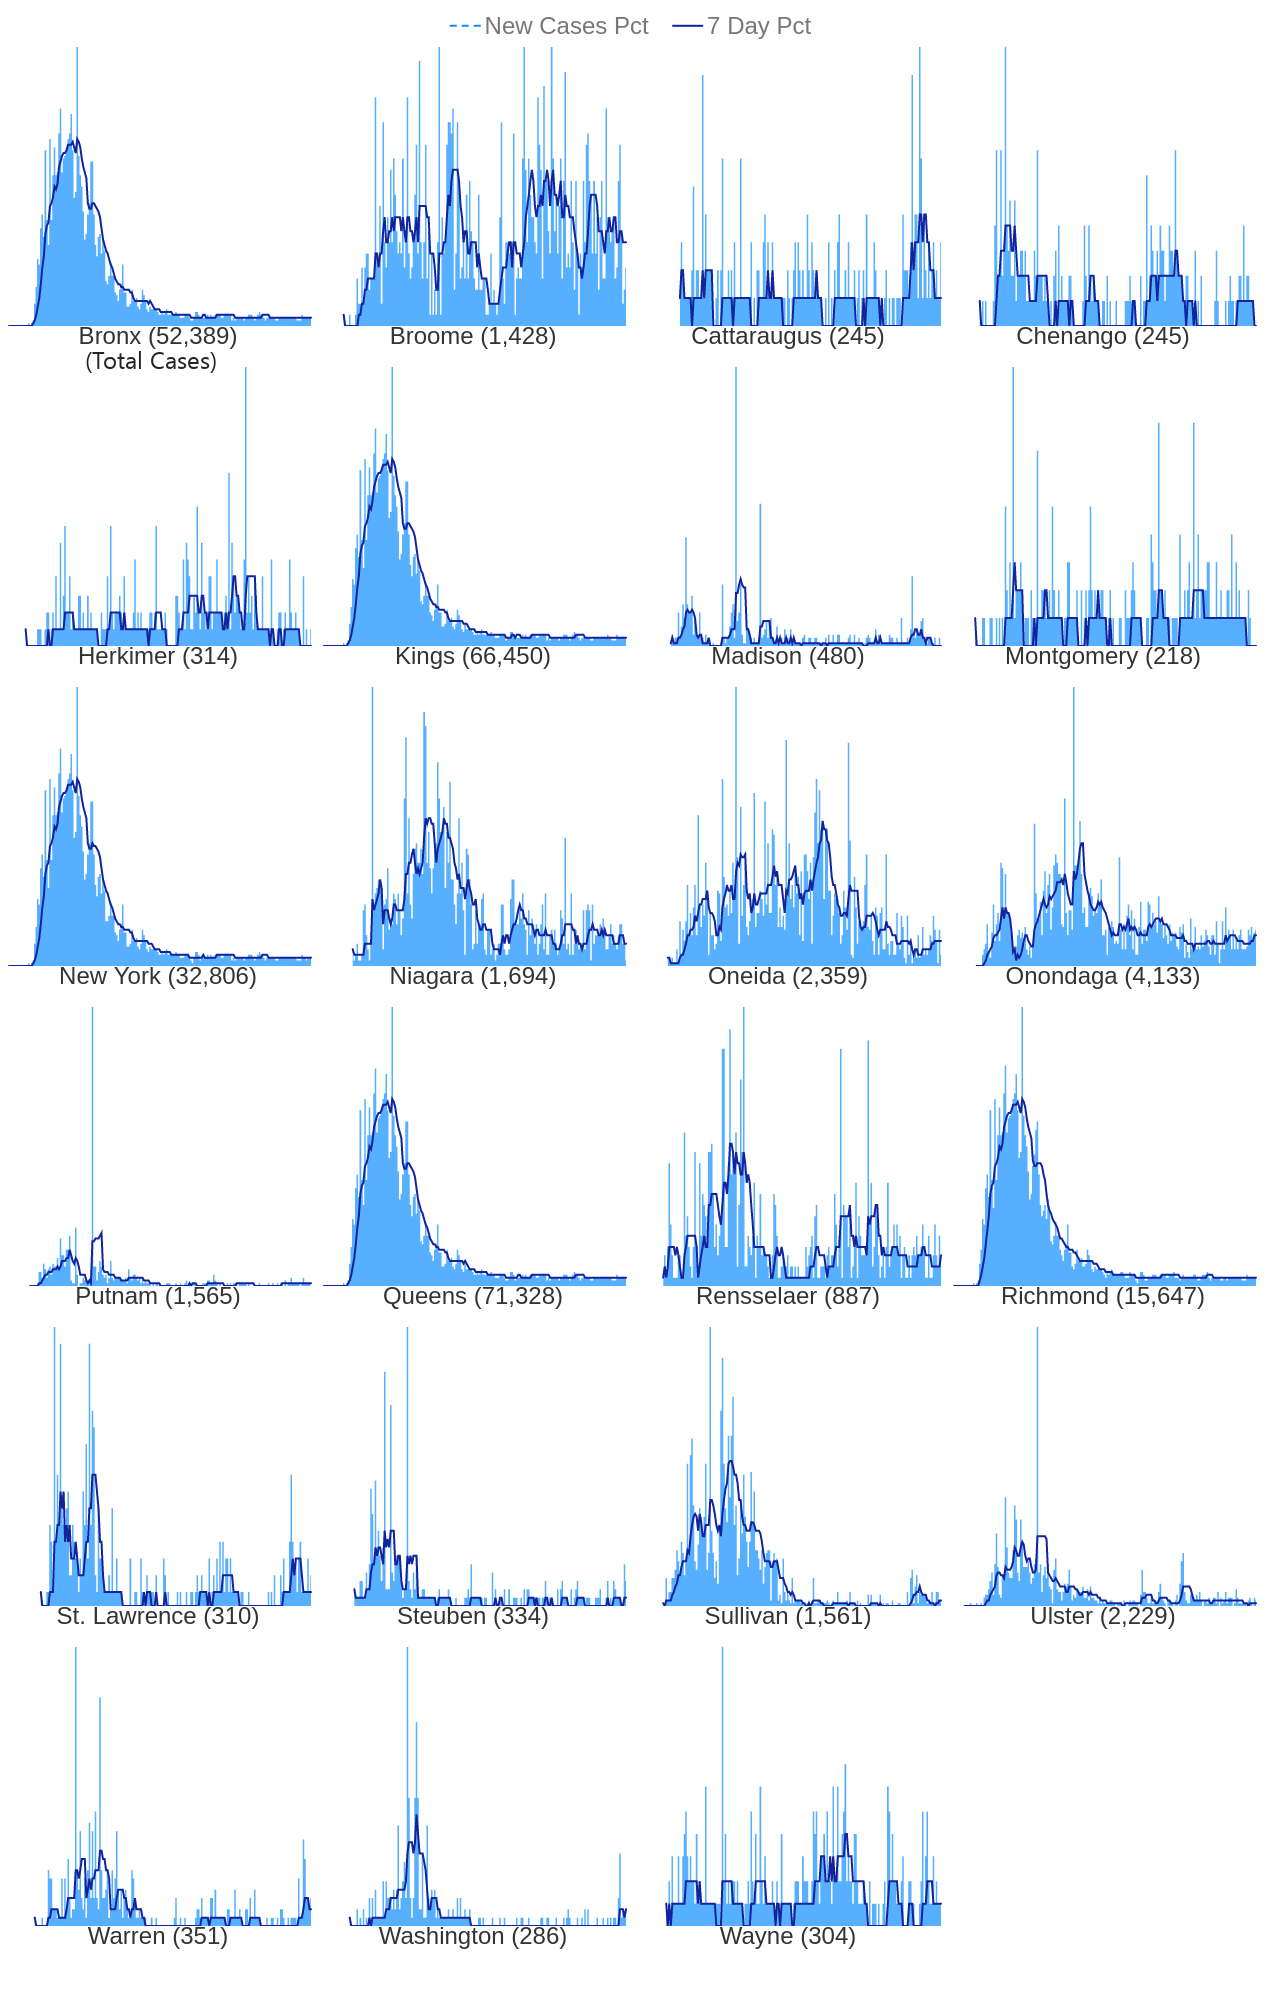 New Cases Pct 7 Day Pct
Bronx (52,389) Broome (1,428) Cattaraugus (245) Chenango (245)
(Total Cases)
Herkimer (314) Kings (66,450) Madison (480) Montgomery (218)
New York (32,806) Niagara (1,694) Oneida (2,359) Onondaga (4,133)
Putnam (1,565) Queens (71,328) Rensselaer (887) Richmond (15,647)
St. Lawrence (310) Steuben (334) Sullivan (1,561) Ulster (2,229)
Warren (351) Washington (286) Wayne (304)